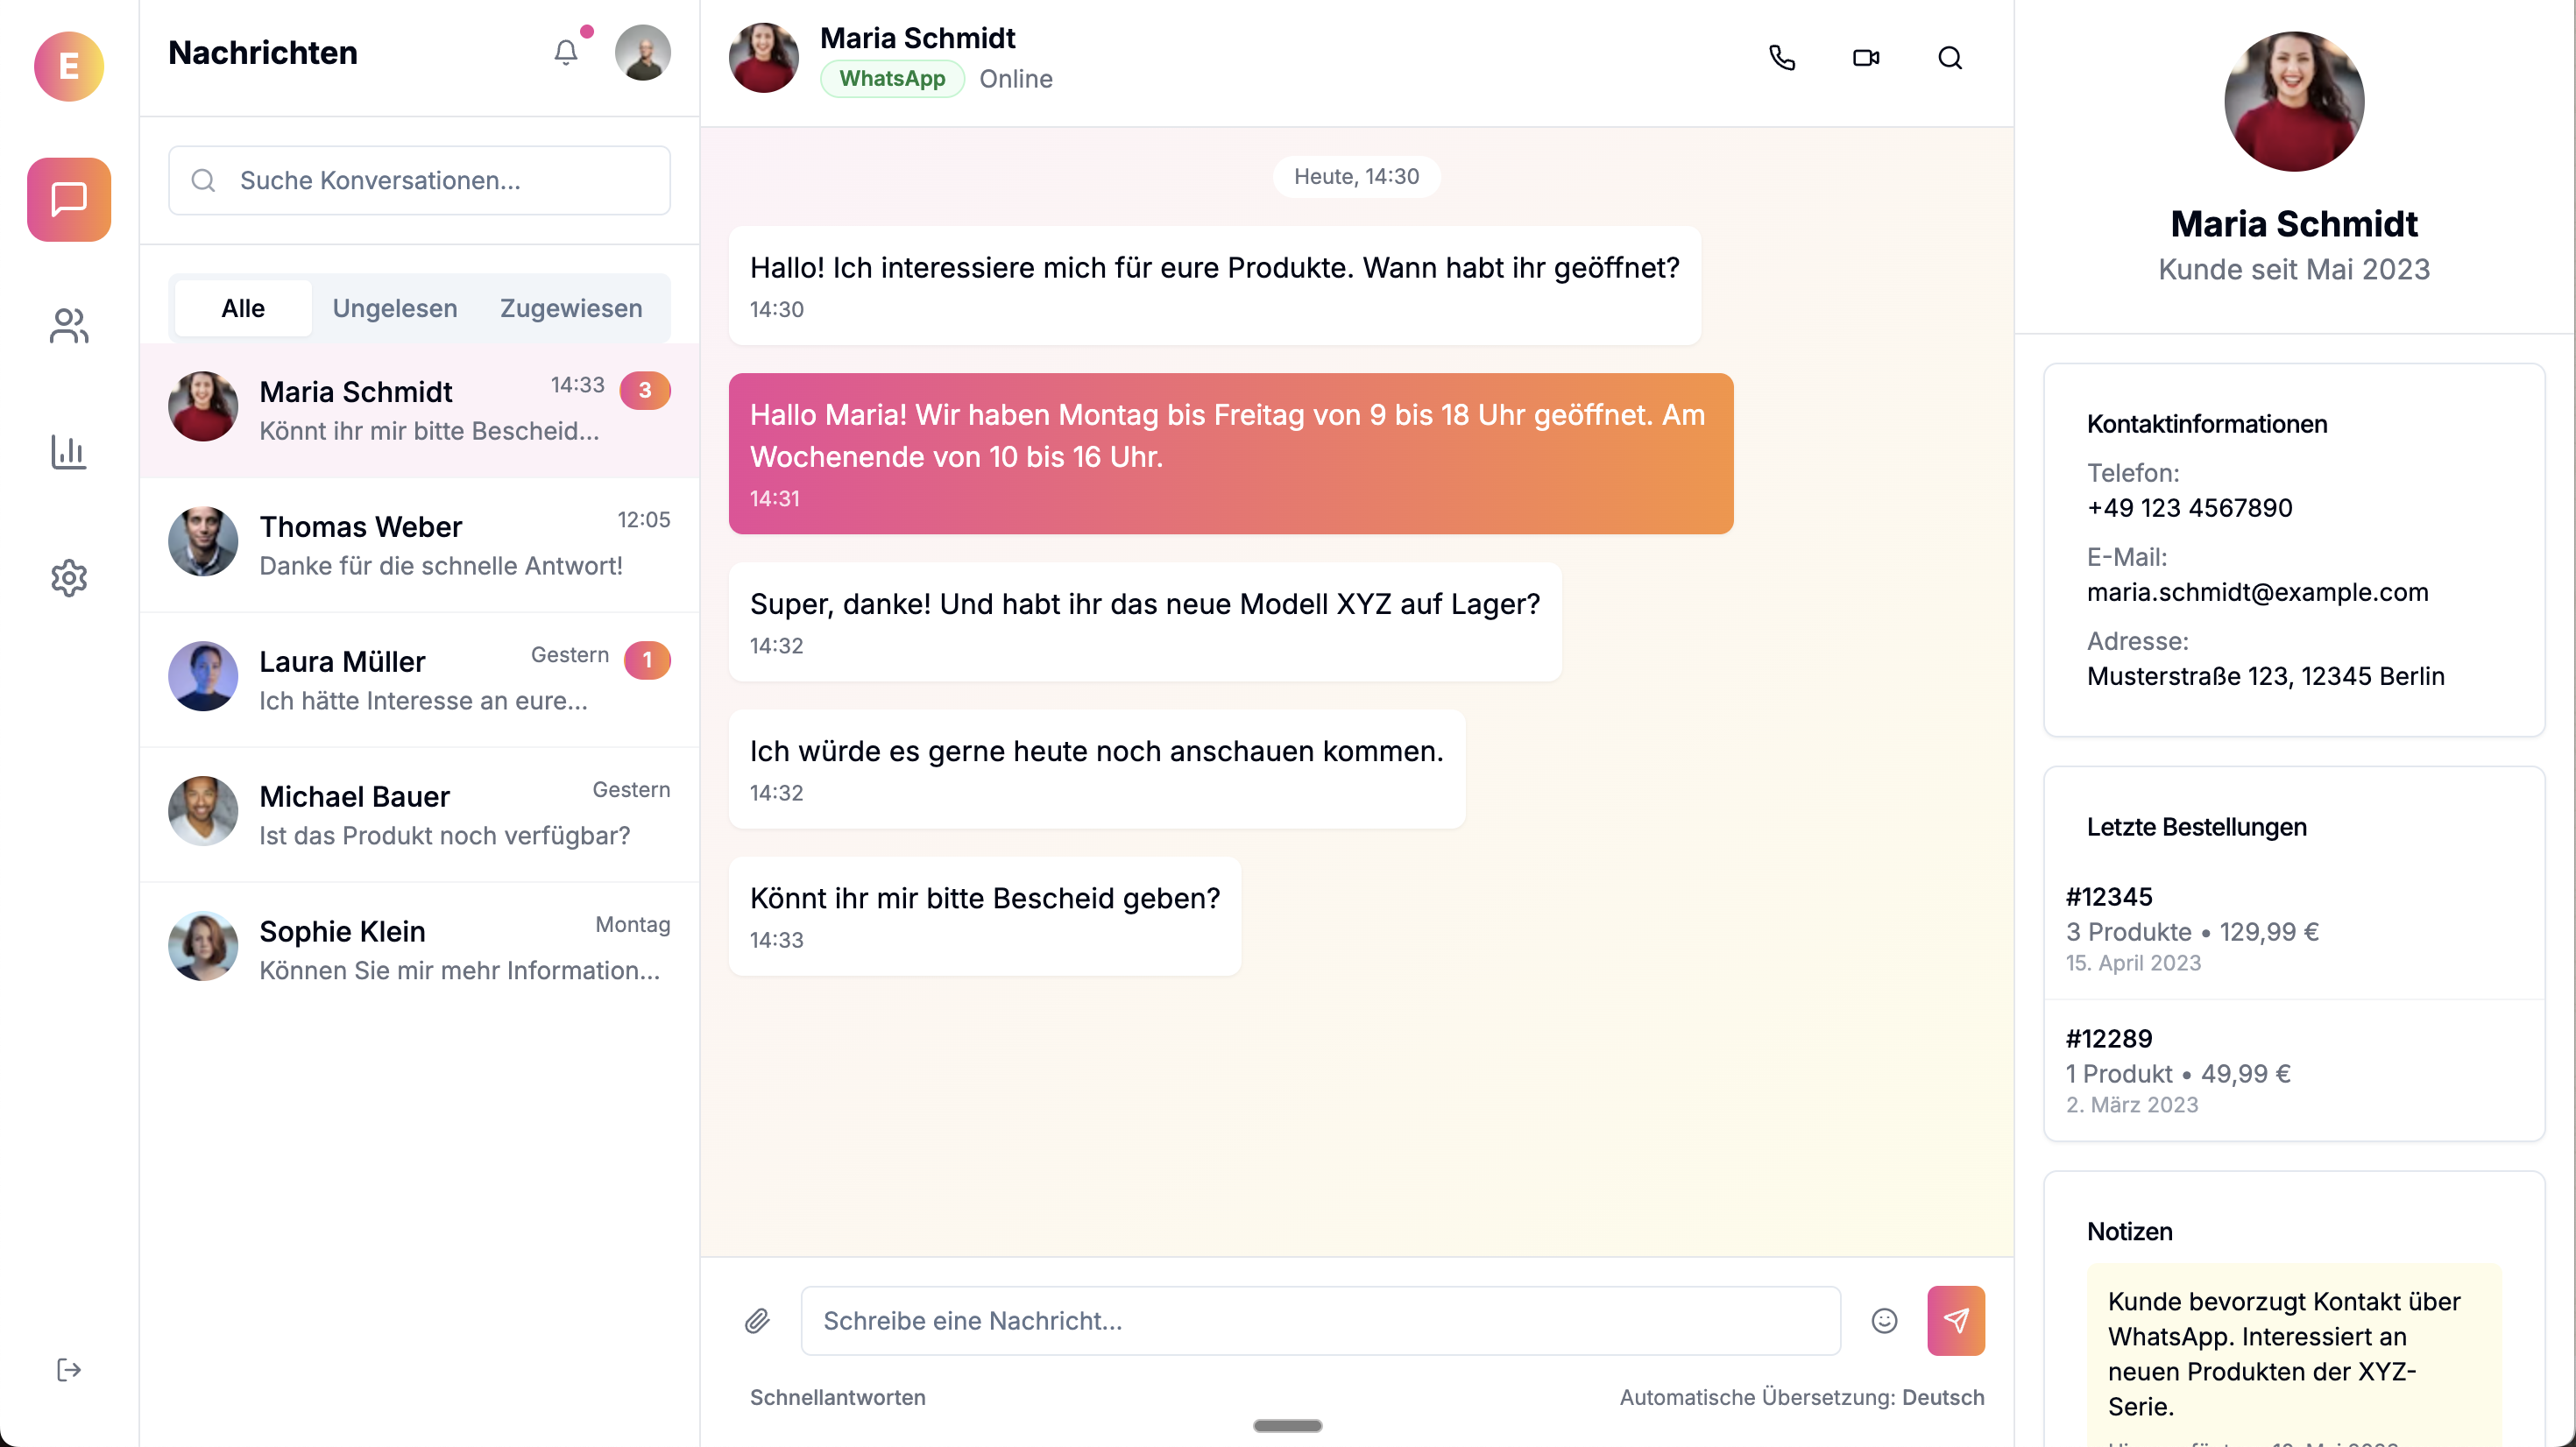 E
Nachrichten
Suche Konversationen...
Alle
Ungelesen
Zugewiesen
Maria Schmidt
14:33
3
Könnt ihr mir bitte Bescheid...
Thomas Weber
12:05
Danke für die schnelle Antwort!
Laura Müller
Gestern
1
Ich hätte Interesse an eure...
Michael Bauer
Gestern
Ist das Produkt noch verfügbar?
Sophie Klein
Montag
Können Sie mir mehr Information...
Maria Schmidt
WhatsApp
Online
Heute, 14:30
Hallo! Ich interessiere mich für eure Produkte. Wann habt ihr geöffnet?
14:30
Hallo Maria! Wir haben Montag bis Freitag von 9 bis 18 Uhr geöffnet. Am
Wochenende von 10 bis 16 Uhr.
14:31
Super, danke! Und habt ihr das neue Modell XYZ auf Lager?
14:32
Ich würde es gerne heute noch anschauen kommen.
14:32
Könnt ihr mir bitte Bescheid geben?
14:33
Schreibe eine Nachricht...
Schnellantworten
Automatische Übersetzung: Deutsch
Maria Schmidt
Kunde seit Mai 2023
Kontaktinformationen
Telefon:
+49 123 4567890
E-Mail:
maria.schmidt@example.com
Adresse:
Musterstraße 123, 12345 Berlin
Letzte Bestellungen
#12345
3 Produkte • 129,99 €
15. April 2023
#12289
1 Produkt • 49,99 €
2. März 2023
Notizen
Kunde bevorzugt Kontakt über
WhatsApp. Interessiert an
neuen Produkten der XYZ-
Serie.